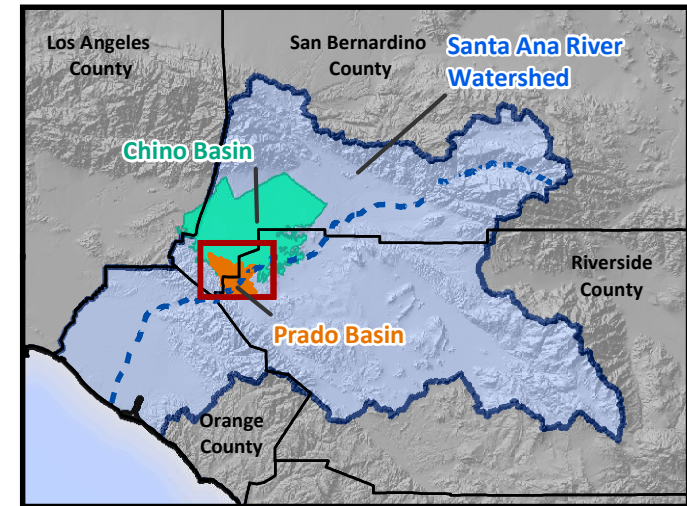 Los Angeles
County
San Bernardino
County
Santa Ana River
Watershed
Chino Basin
Riverside
County
Prado Basin
Orange
County